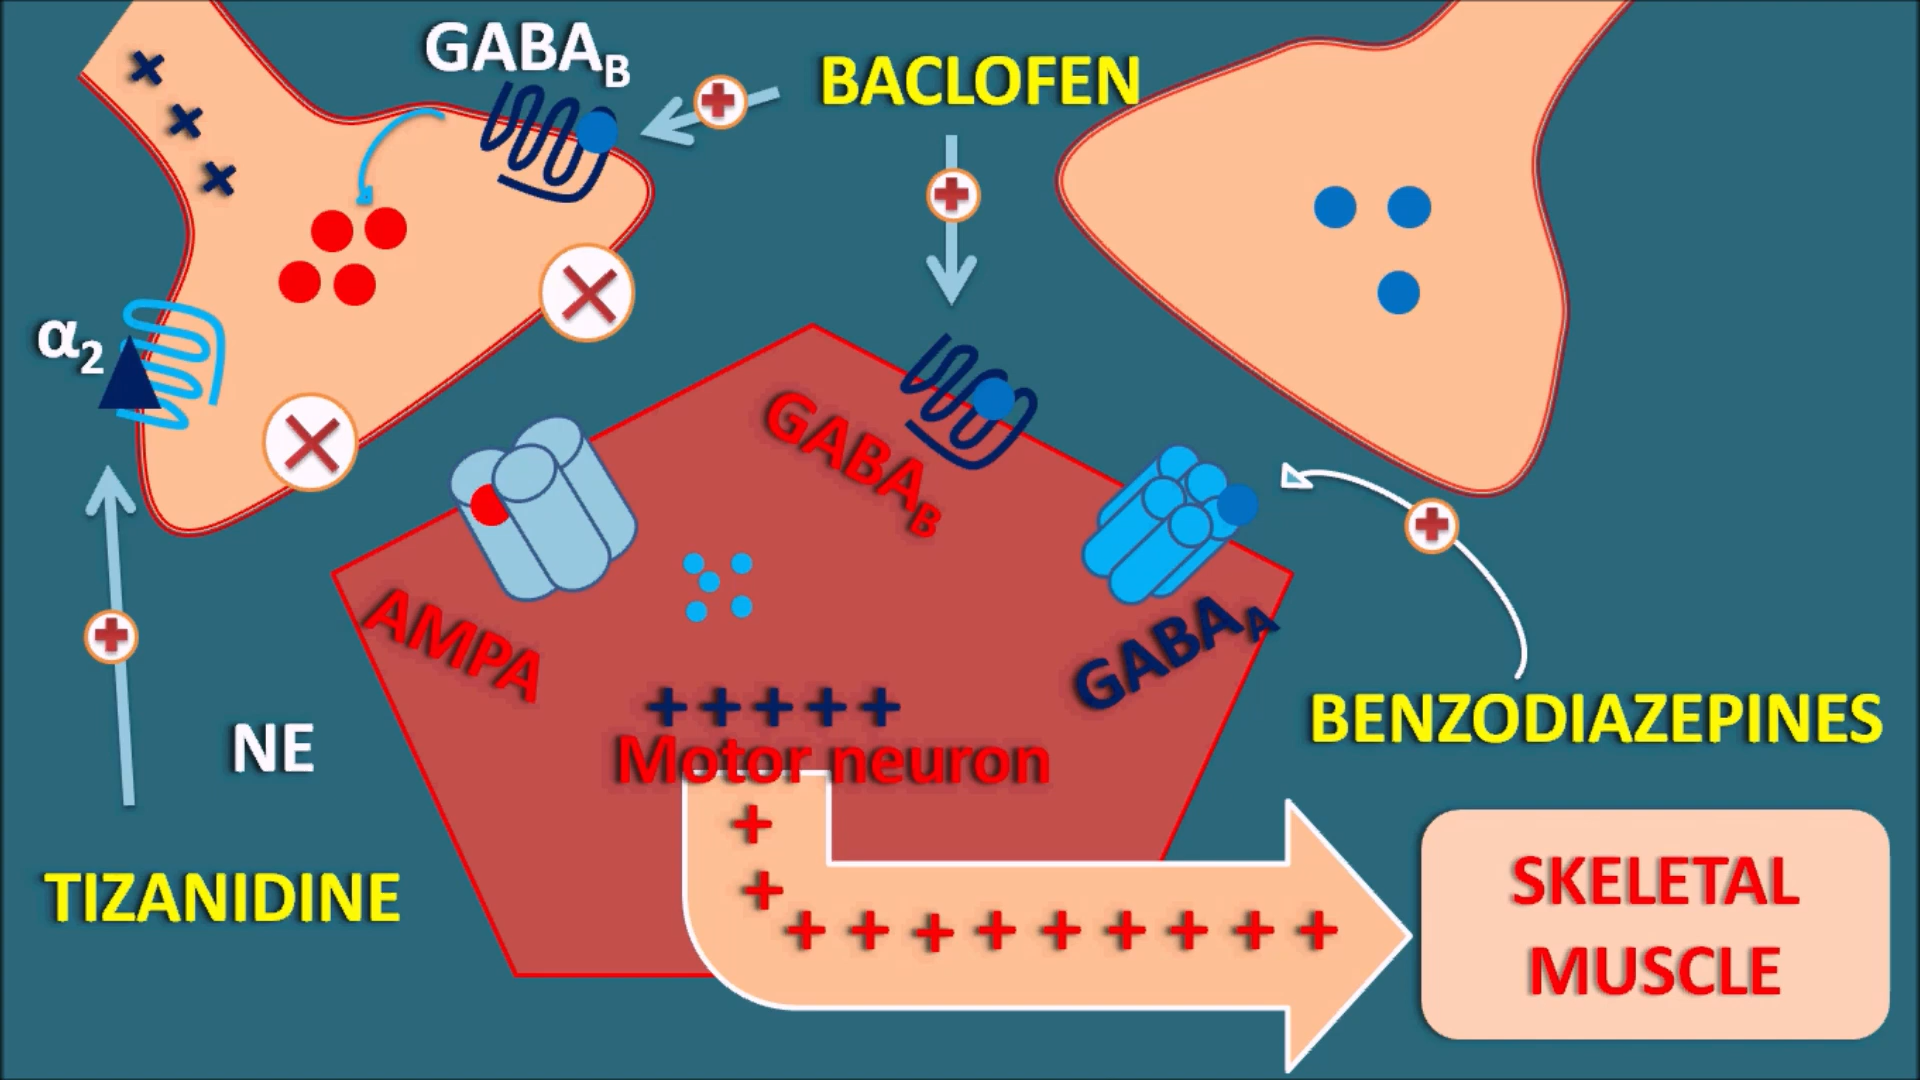 GABAB
BACLOFEN
α2
GABAB
AMPA
GABAA
NE
Motor neuron
BENZODIAZEPINES
TIZANIDINE
SKELETAL
MUSCLE